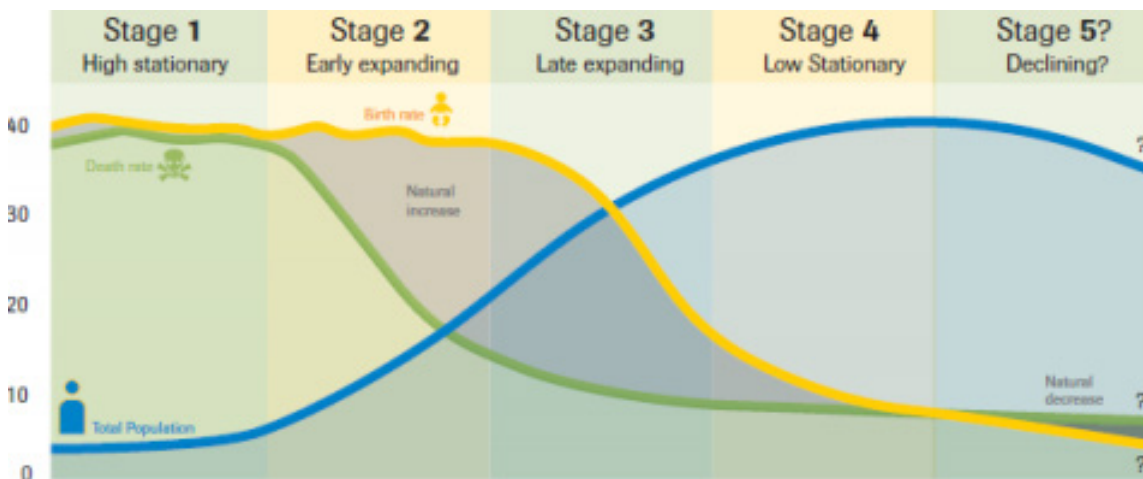 Stage 1
High stationary
Stage 2
Early expanding
Stage 3
Late expanding
Stage 4
Low Stationary
Stage 5?
Declining?
40
30
20
10
0
Birth rate
Death rate
Natural
increase
Total Population
Natural
decrease
?
?
?